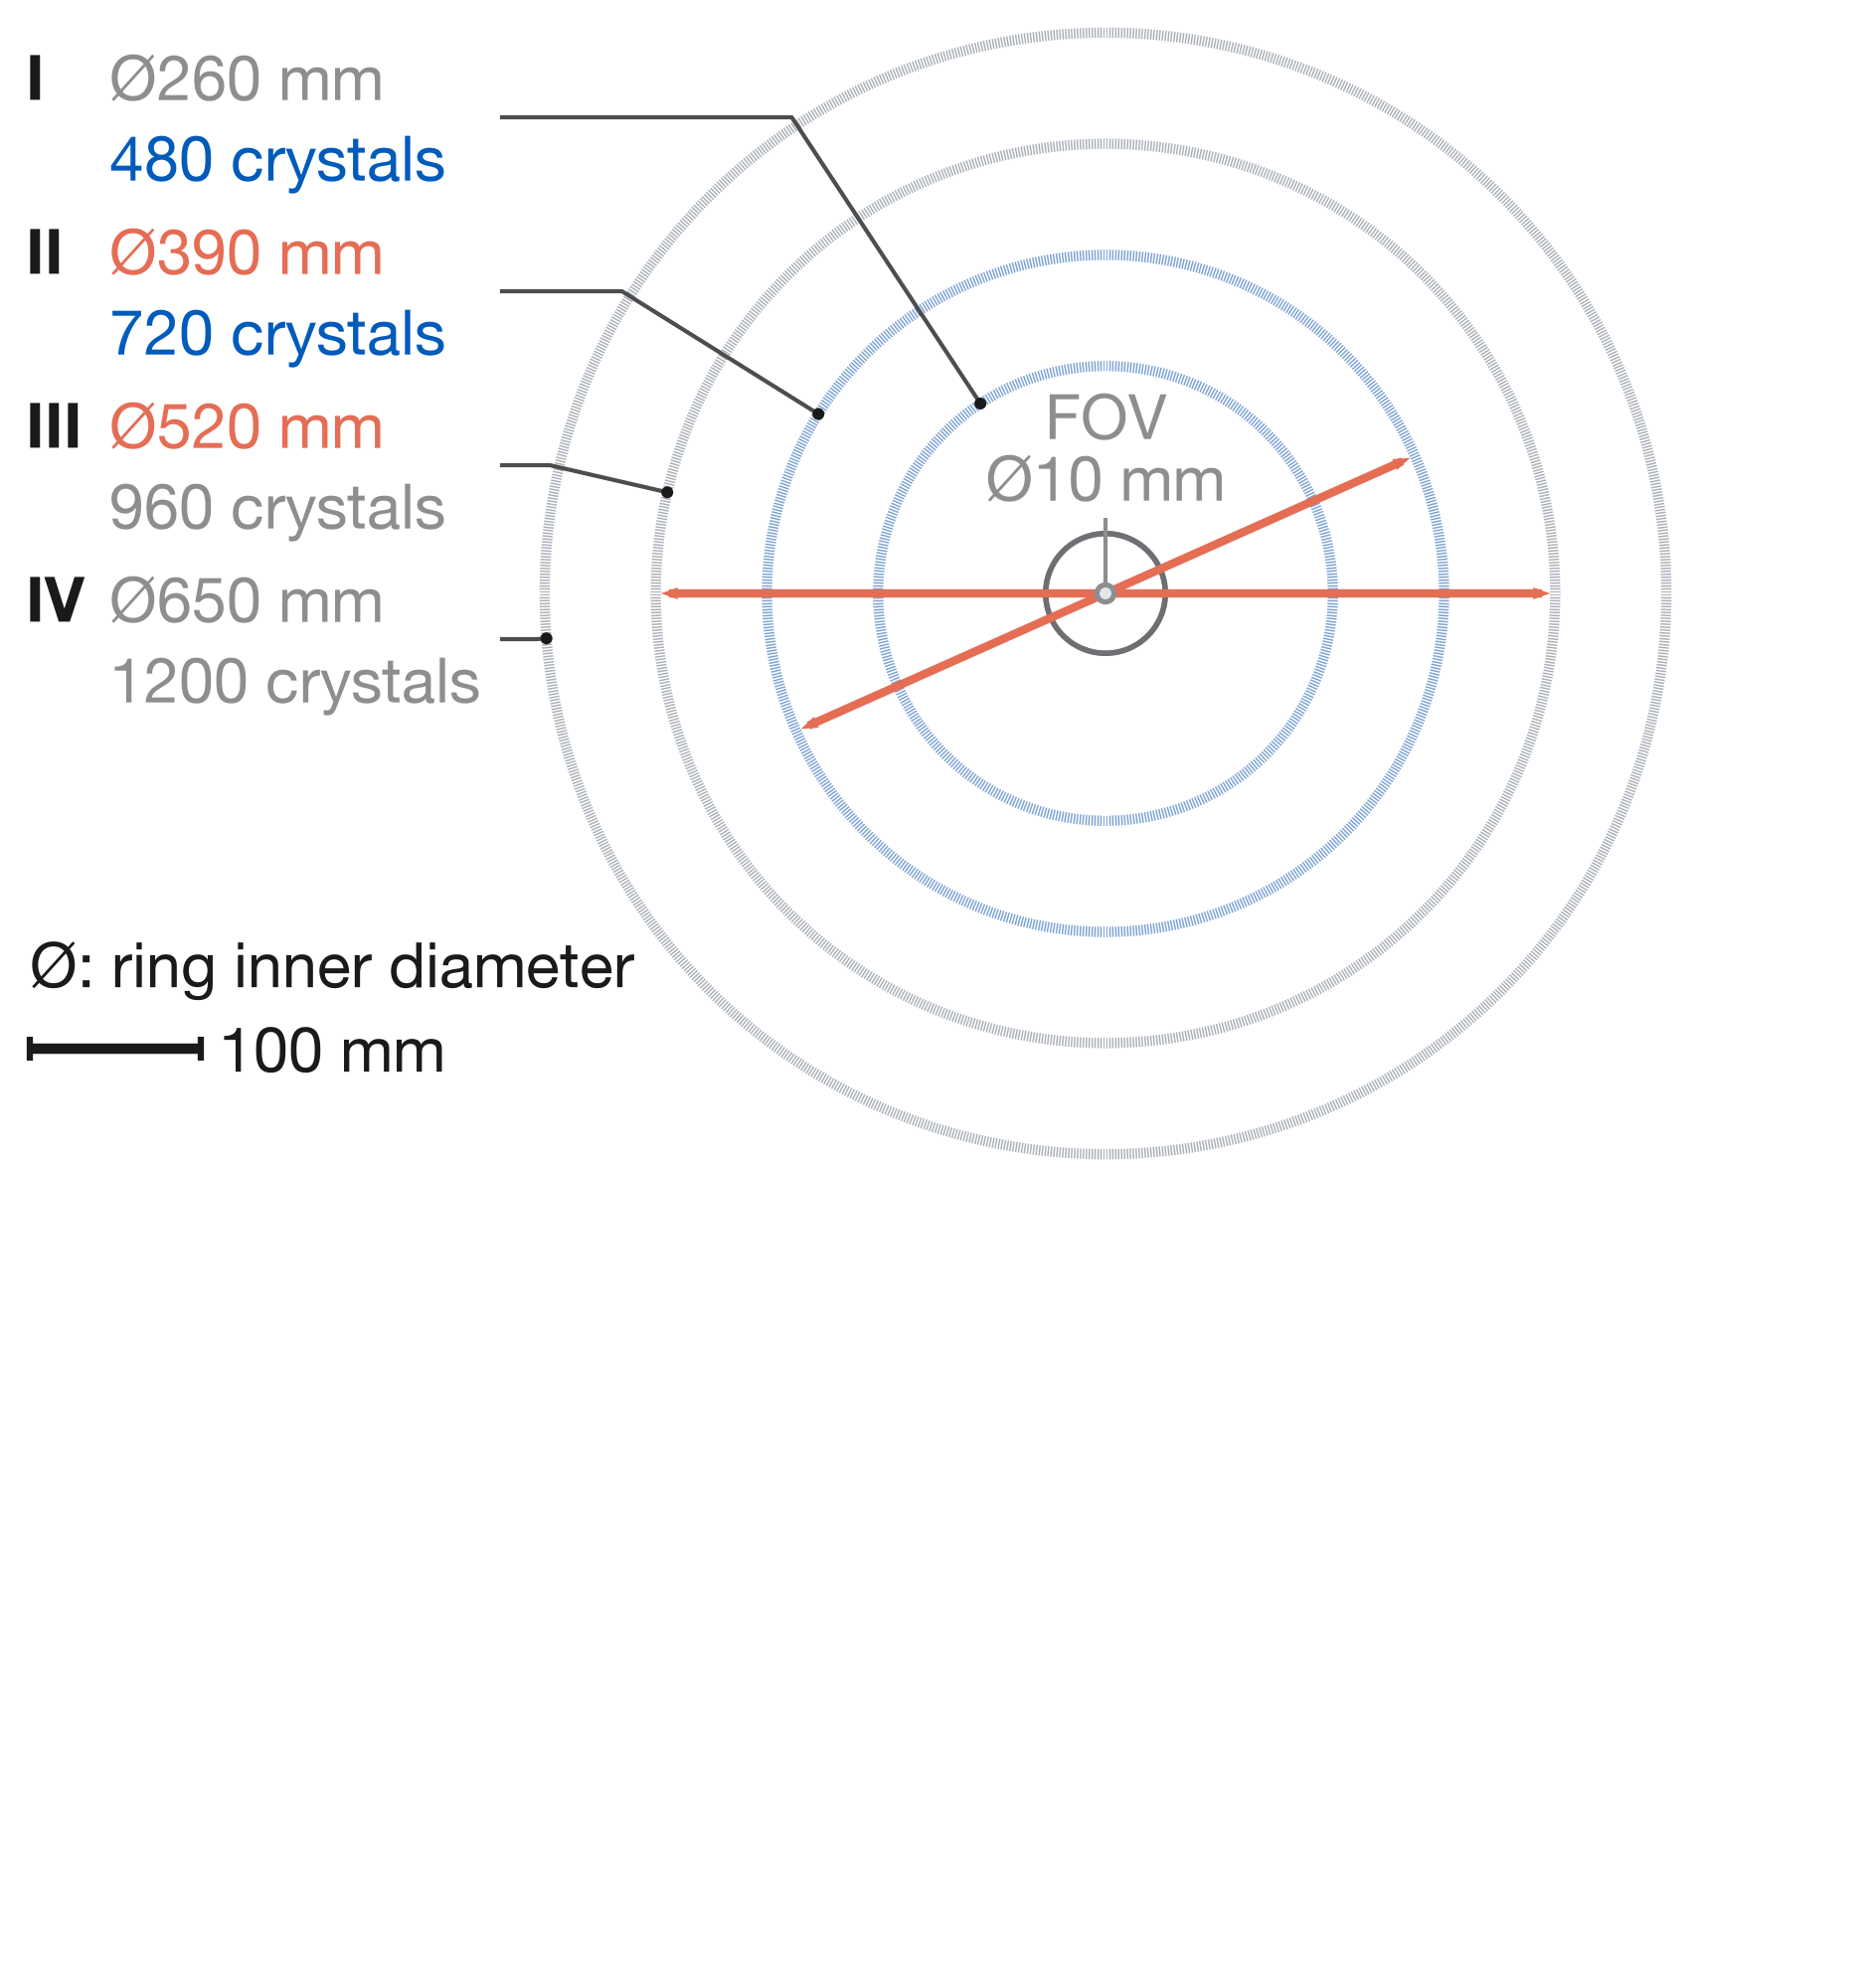 I Ø260 mm
480 crystals
II Ø390 mm
720 crystals
III Ø520 mm
960 crystals
IV Ø650 mm
1200 crystals
FOV
Ø10 mm
Ø: ring inner diameter
100 mm